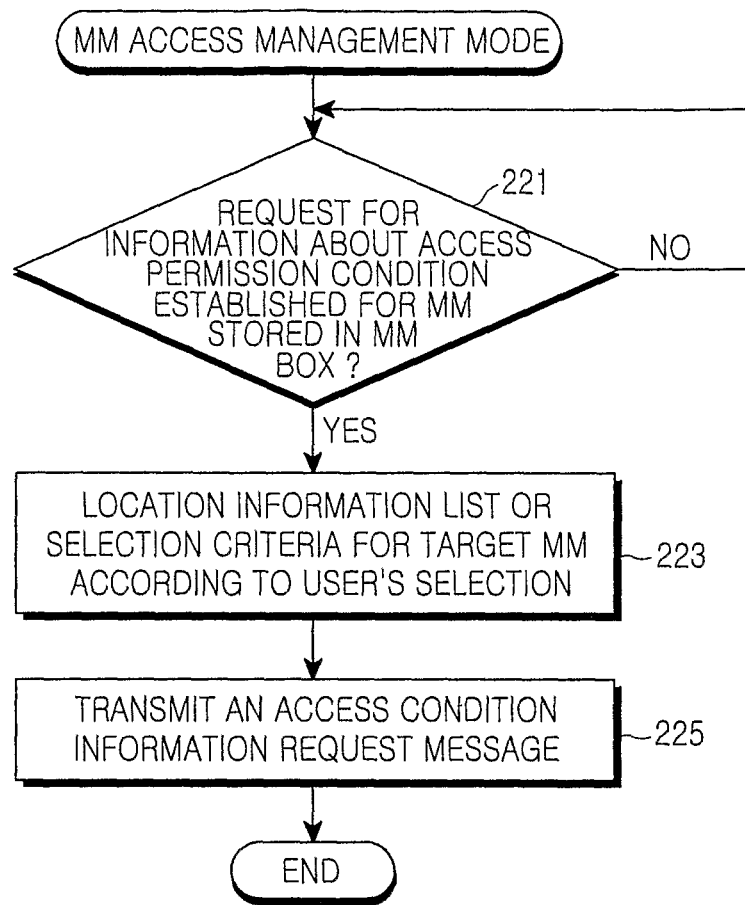 MM ACCESS MANAGEMENT MODE
221
REQUEST FOR
INFORMATION ABOUT ACCESS
PERMISSION CONDITION
ESTABLISHED FOR MM
STORED IN MM
BOX ?
NO
YES
LOCATION INFORMATION LIST OR
SELECTION CRITERIA FOR TARGET MM
ACCORDING TO USER'S SELECTION
223
TRANSMIT AN ACCESS CONDITION
INFORMATION REQUEST MESSAGE
225
END